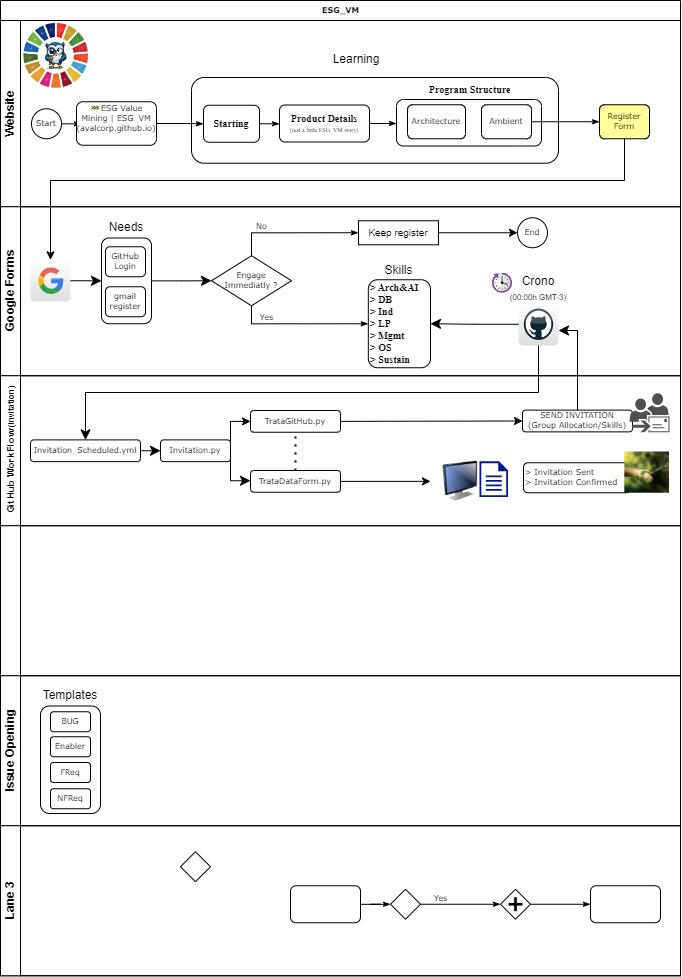 ESG_VM
Website
Learning
Start
🚧 ESG Value
Mining | ESG_VM
(avalcorp.github.io)
Starting
Product Details
(just a little ESG_VM story)
Program Structure
Architecture
Ambient
Register
Form
Google Forms
Needs
GitHub
Login
gmail
register
Engage
Immediatly ?
No
Yes
Keep register
End
Skills
> Arch&AI
> DB
> Ind
> LP
> Mgmt
> OS
> Sustain
Crono
(00:00h GMT-3)
Git Hub WorkFlow(Invitation)
Invitation_Scheduled.yml
Invitation.py
TrataGitHub.py
TrataDataForm.py
SEND INVITATION
(Group Allocation/Skills)
> Invitation Sent
> Invitation Confirmed
Issue Opening
Templates
BUG
Enabler
FReq
NFReq
Lane 3
Yes